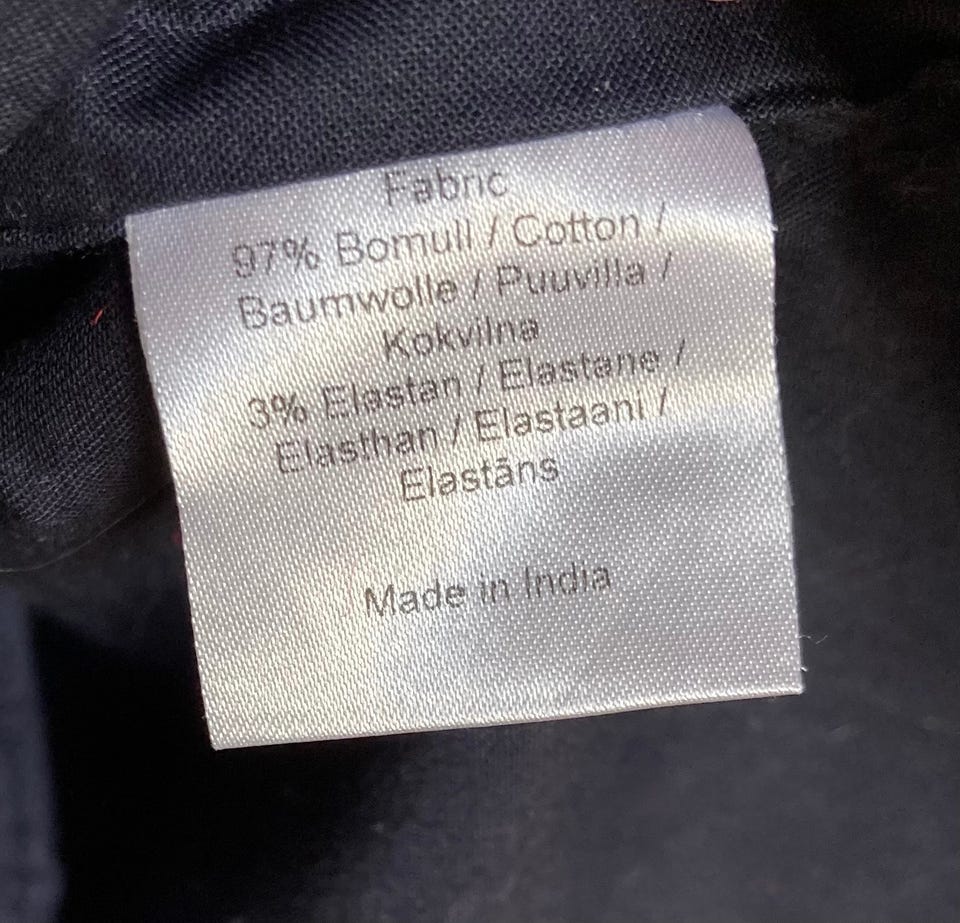 Fabric
97% Bomull / Cotton /
Baumwolle / Puuvilla /
Kokvilna
3% Elastan / Elastane /
Elasthan / Elastaani /
Elastāns
Made in India